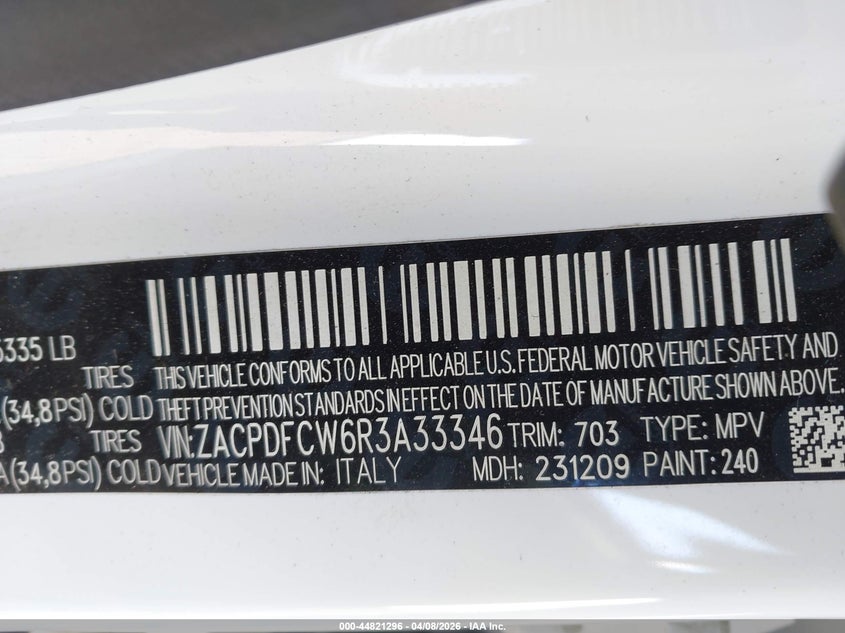 5335 LB
TIRES THIS VEHICLE CONFORMS TO ALL APPLICABLE U.S. FEDERAL MOTOR VEHICLE SAFETY AND
(34,8PSI) COLD THEFT PREVENTION STANDARDS IN EFFECT ON THE DATE OF MANUFACTURE SHOWN ABOVE.
TIRES VIN:ZACPDFCW6R3A33346 TRIM: 703 TYPE: MPV
A (34,8PSI) COLD VEHICLE MADE IN: ITALY MDH: 231209 PAINT: 240
000-44821296 - 04/08/2026 - IAA Inc.